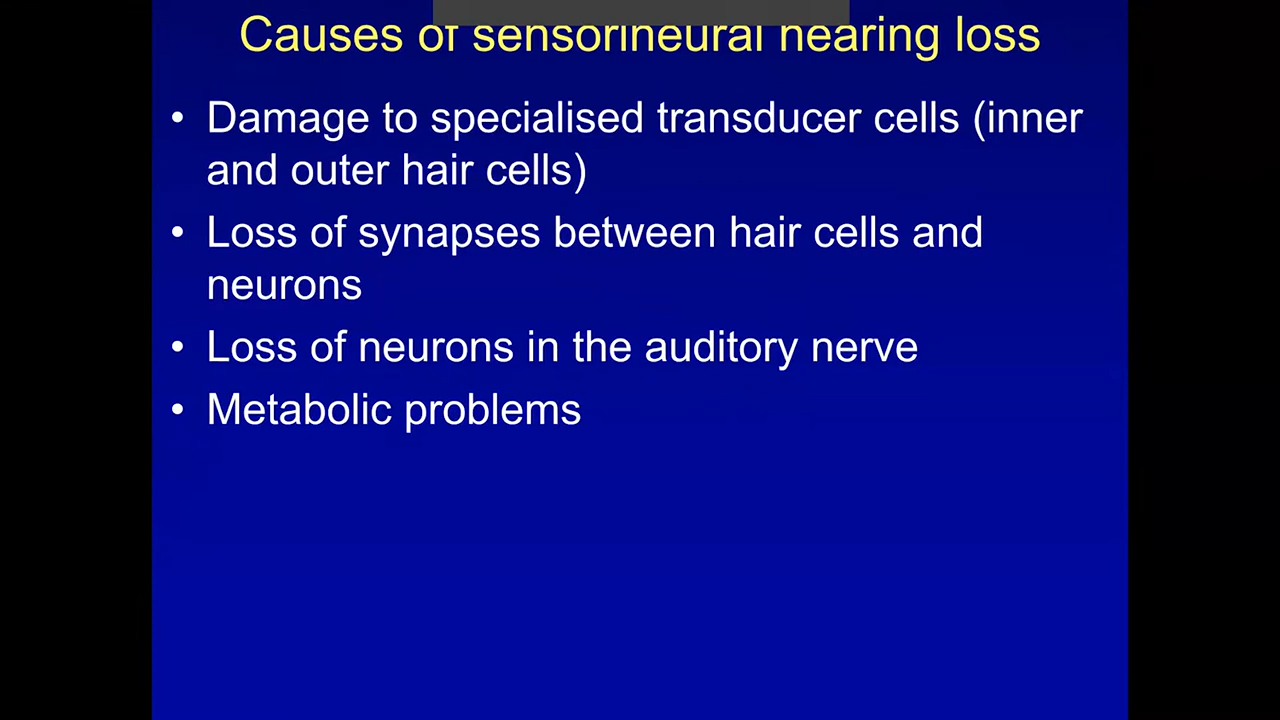 Causes of sensorineural hearing loss
• Damage to specialised transducer cells (inner
and outer hair cells)
• Loss of synapses between hair cells and
neurons
• Loss of neurons in the auditory nerve
• Metabolic problems